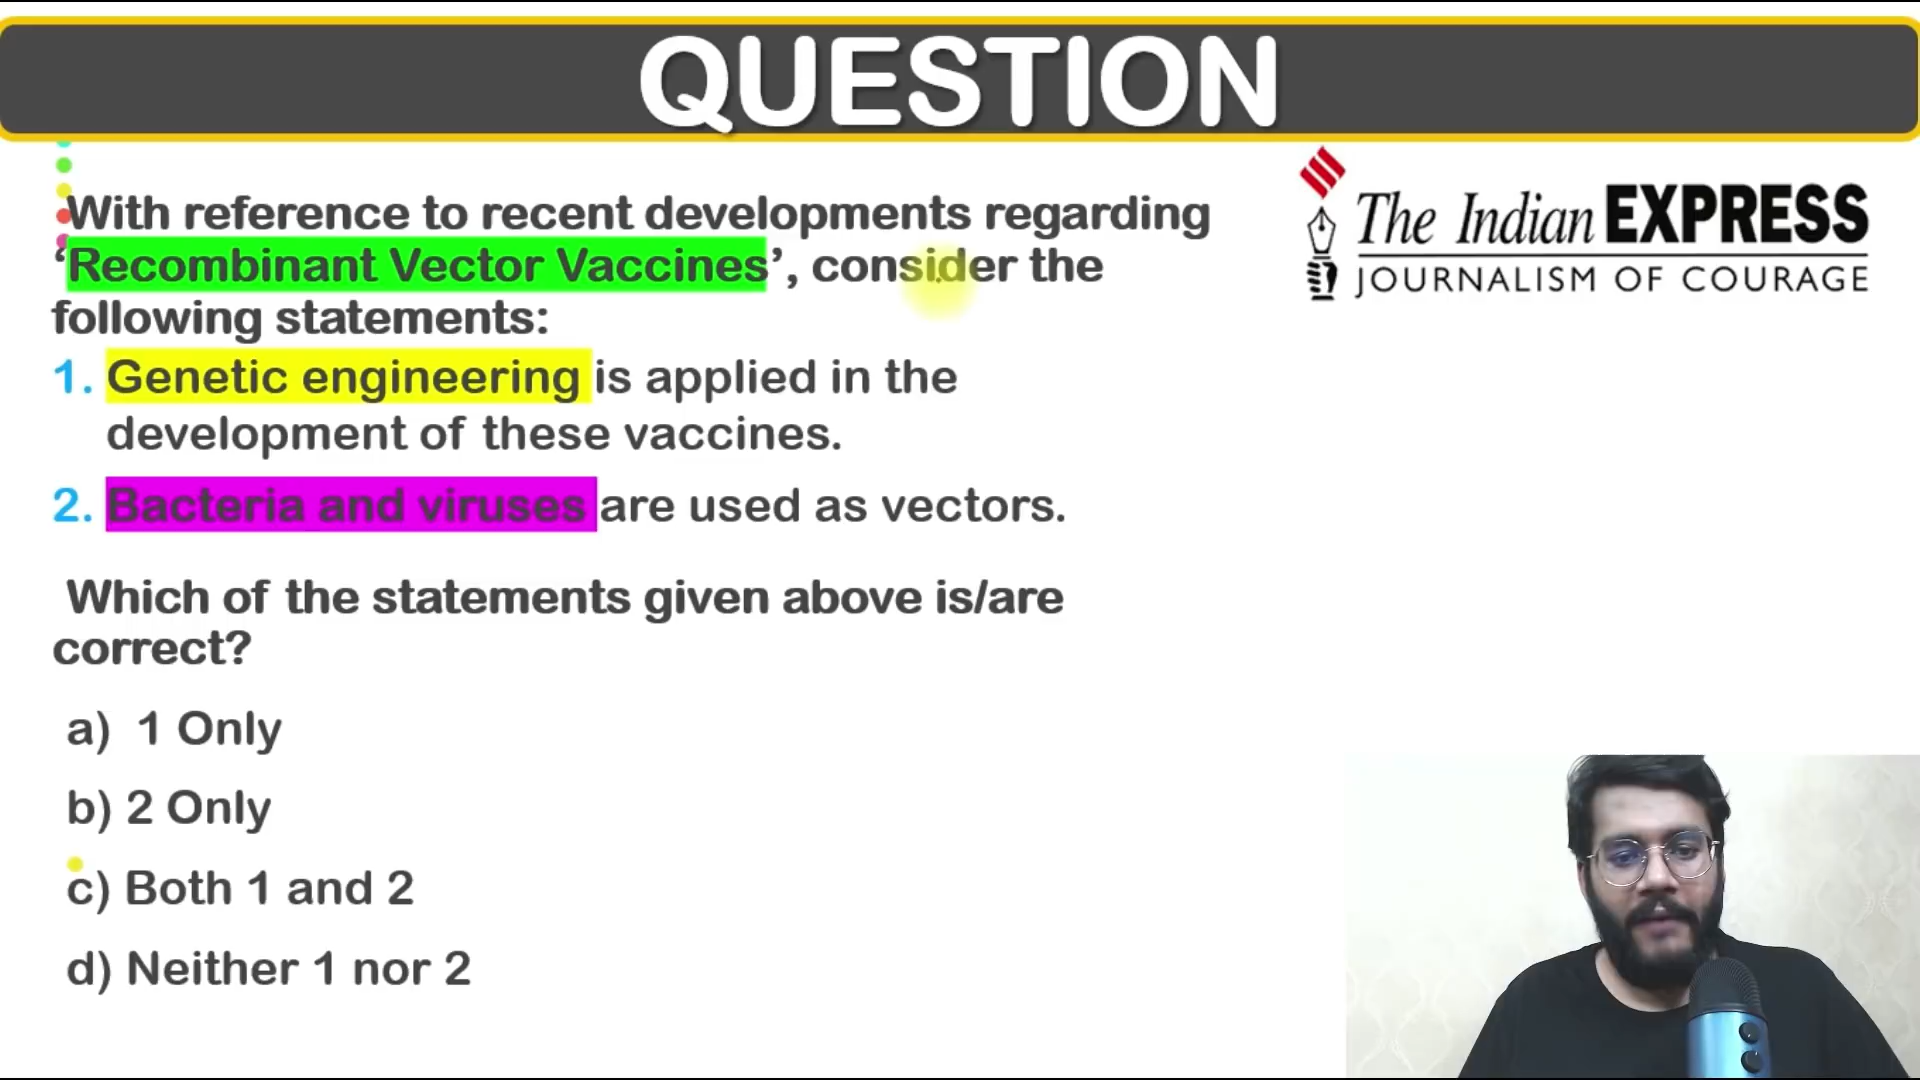 QUESTION
With reference to recent developments regarding
‘Recombinant Vector Vaccines’, consider the
following statements:
1. Genetic engineering is applied in the
development of these vaccines.
2. Bacteria and viruses are used as vectors.
Which of the statements given above is/are
correct?
a) 1 Only
b) 2 Only
c) Both 1 and 2
d) Neither 1 nor 2
The Indian EXPRESS
JOURNALISM OF COURAGE